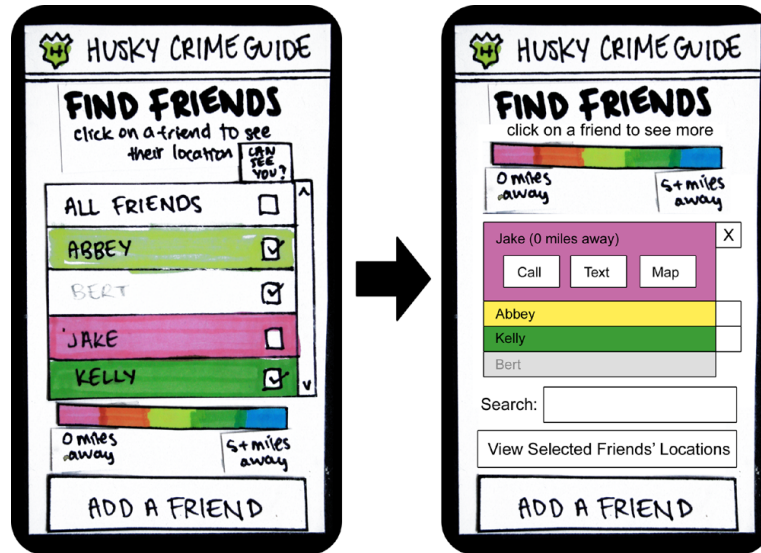 H HUSKY CRIME GUIDE
FIND FRIENDS
click on a friend to see
their location
CAN
SEE
YOU?
ALL FRIENDS
ABBEY
BERT
JAKE
KELLY
0 miles
away
5+ miles
away
ADD A FRIEND
H HUSKY CRIME GUIDE
FIND FRIENDS
click on a friend to see more
0 miles
away
5+ miles
away
Jake (0 miles away)
X
Call Text Map
Abbey
Kelly
Bert
Search:
View Selected Friends' Locations
ADD A FRIEND